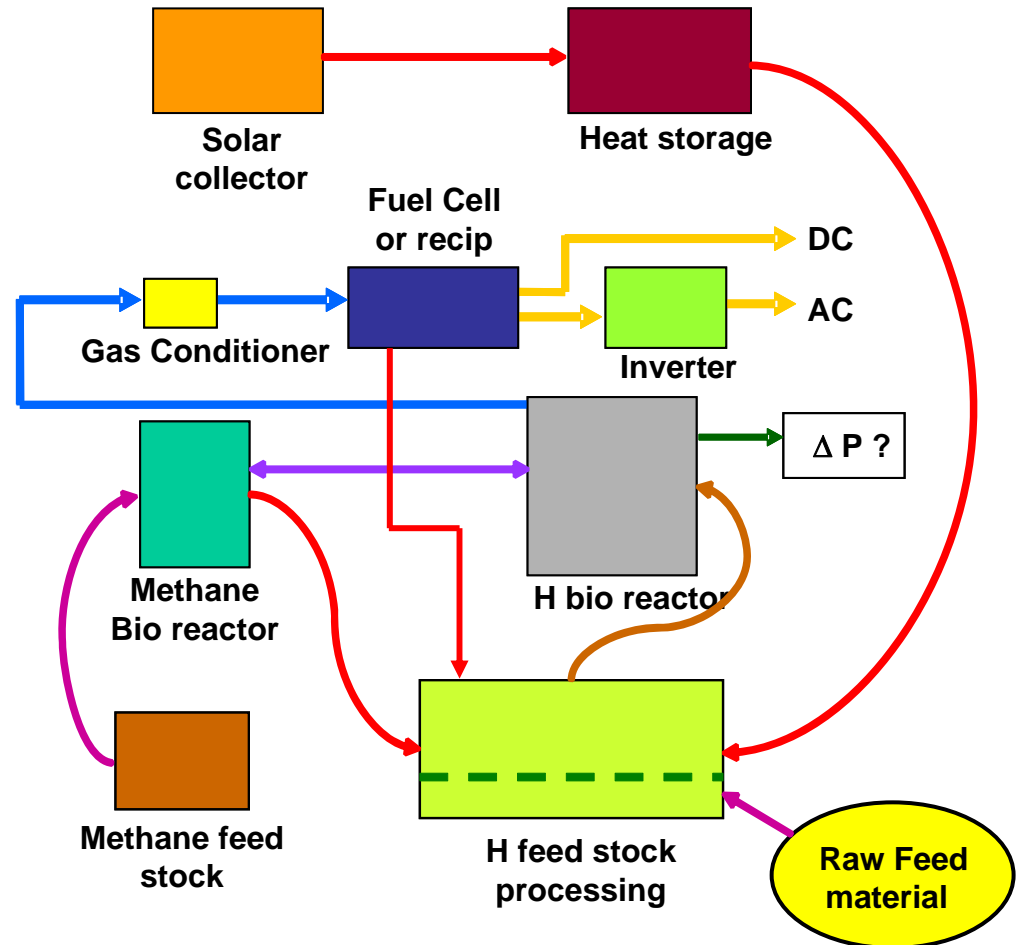 Solar
collector
Heat storage
Fuel Cell
or recip
DC
AC
Gas Conditioner
Inverter
Δ P ?
Methane
Bio reactor
H bio reactor
Methane feed
stock
H feed stock
processing
Raw Feed
material